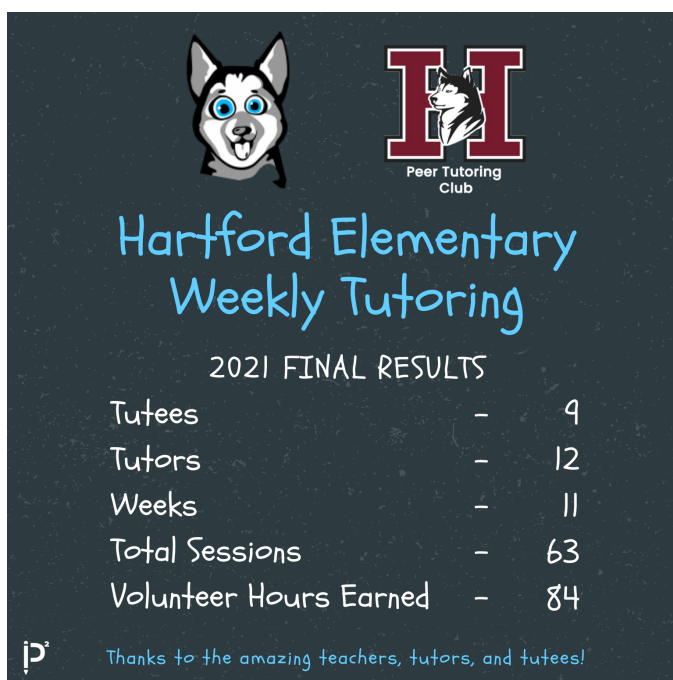 H
Peer Tutoring
Club
Hartford Elementary
Weekly Tutoring
2021 FINAL RESULTS
Tutees - 9
Tutors - 12
Weeks - 11
Total Sessions - 63
Volunteer Hours Earned - 84
Thanks to the amazing teachers, tutors, and tutees!